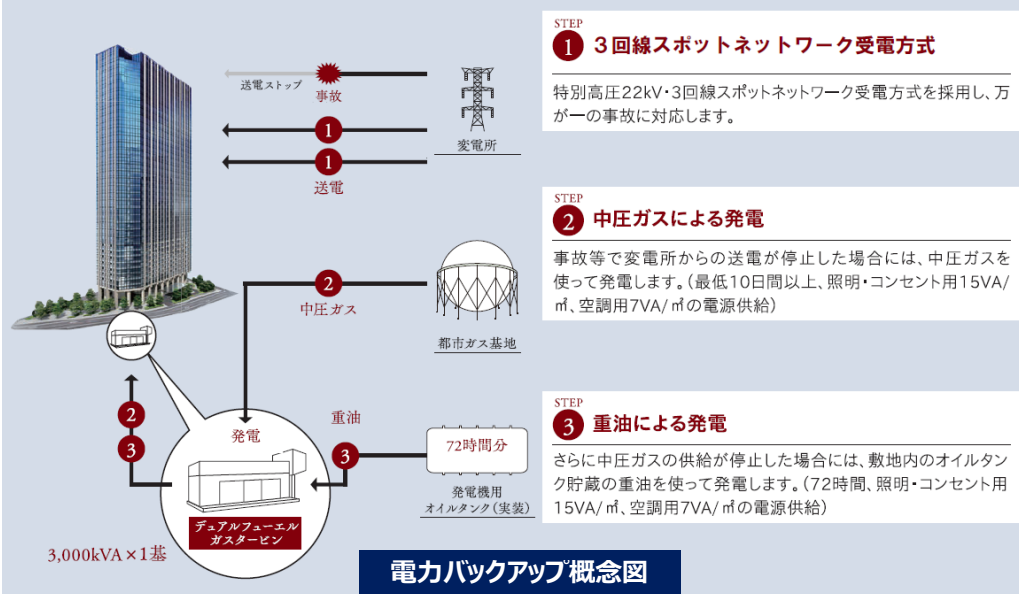 STEP
1 3回線スポットネットワーク受電方式
特別高圧22kV・3回線スポットネットワーク受電方式を採用し、万
が一の事故に対応します。
送電ストップ
事故
1
1
送電
変電所
STEP
2 中圧ガスによる発電
事故等で変電所からの送電が停止した場合には、中圧ガスを
使って発電します。（最低10日間以上、照明・コンセント用15VA/
㎡、空調用7VA/㎡の電源供給）
2
中圧ガス
都市ガス基地
STEP
3 重油による発電
さらに中圧ガスの供給が停止した場合には、敷地内のオイルタン
ク貯蔵の重油を使って発電します。（72時間、照明・コンセント用
15VA/㎡、空調用7VA/㎡の電源供給）
2
3
発電
重油
3
72時間分
発電機用
オイルタンク（実装）
デュアルフューエル
ガスタービン
3,000kVA×1基
電力バックアップ概念図